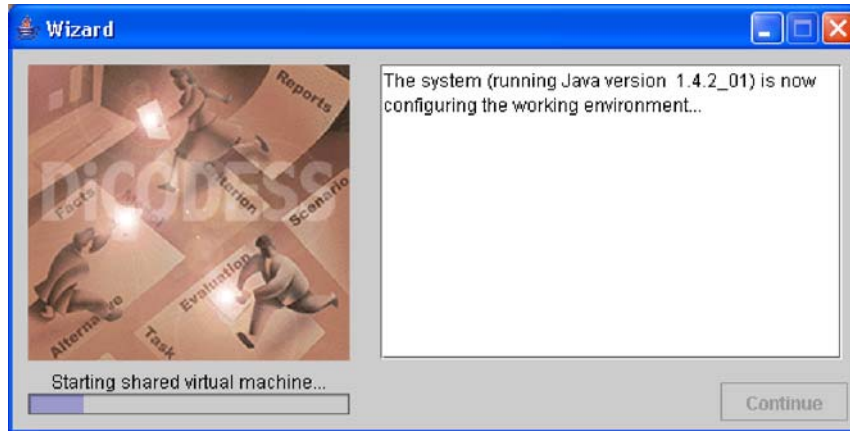 Wizard
Reports
DiCODESS
Criterion
Scenario
Facts
Evaluation
Alternative
Task
The system (running Java version 1.4.2_01) is now
configuring the working environment...
Starting shared virtual machine...
Continue